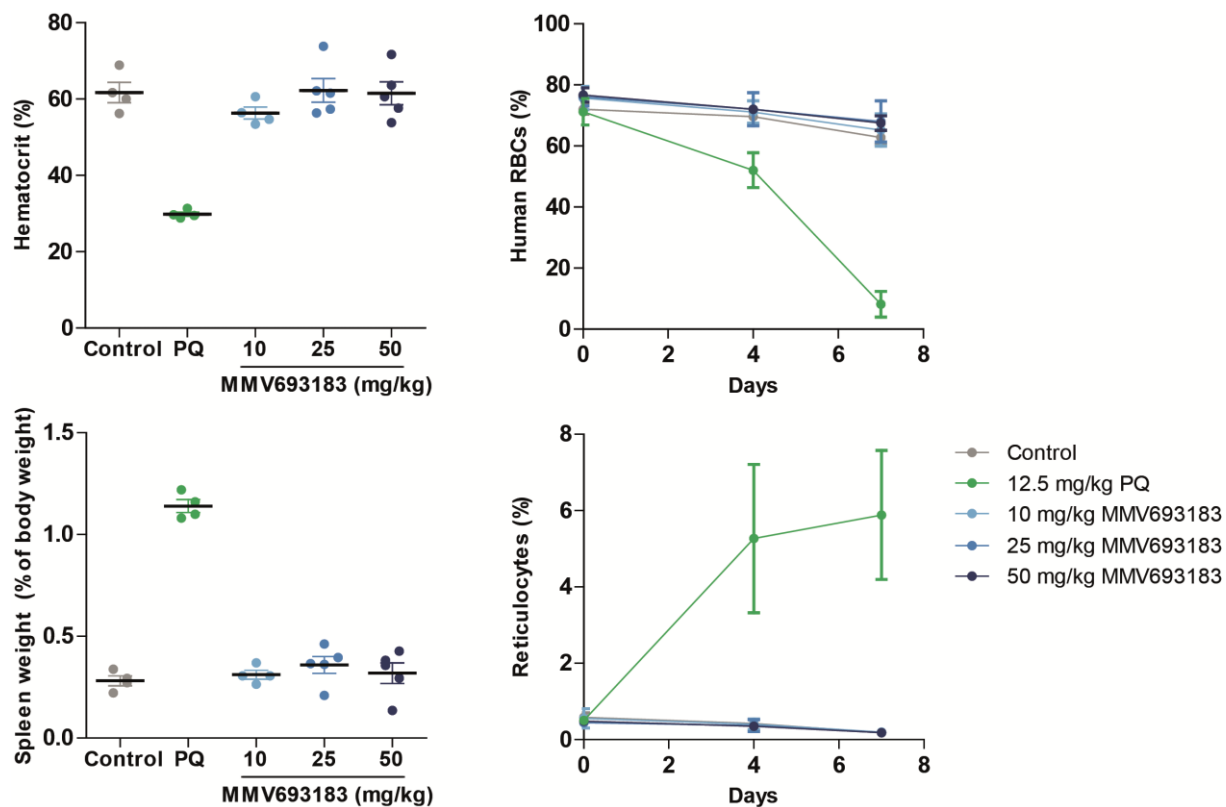 Hematocrit (%)
80
60
40
20
0
Control PQ 10 25 50
MMV693183 (mg/kg)
Human RBCs (%)
100
80
60
40
20
0
0 2 4 6 8
Days
Spleen weight (% of body weight)
1.5
1.0
0.5
0.0
Control PQ 10 25 50
MMV693183 (mg/kg)
Reticulocytes (%)
8
6
4
2
0
0 2 4 6 8
Days
Control
12.5 mg/kg PQ
10 mg/kg MMV693183
25 mg/kg MMV693183
50 mg/kg MMV693183